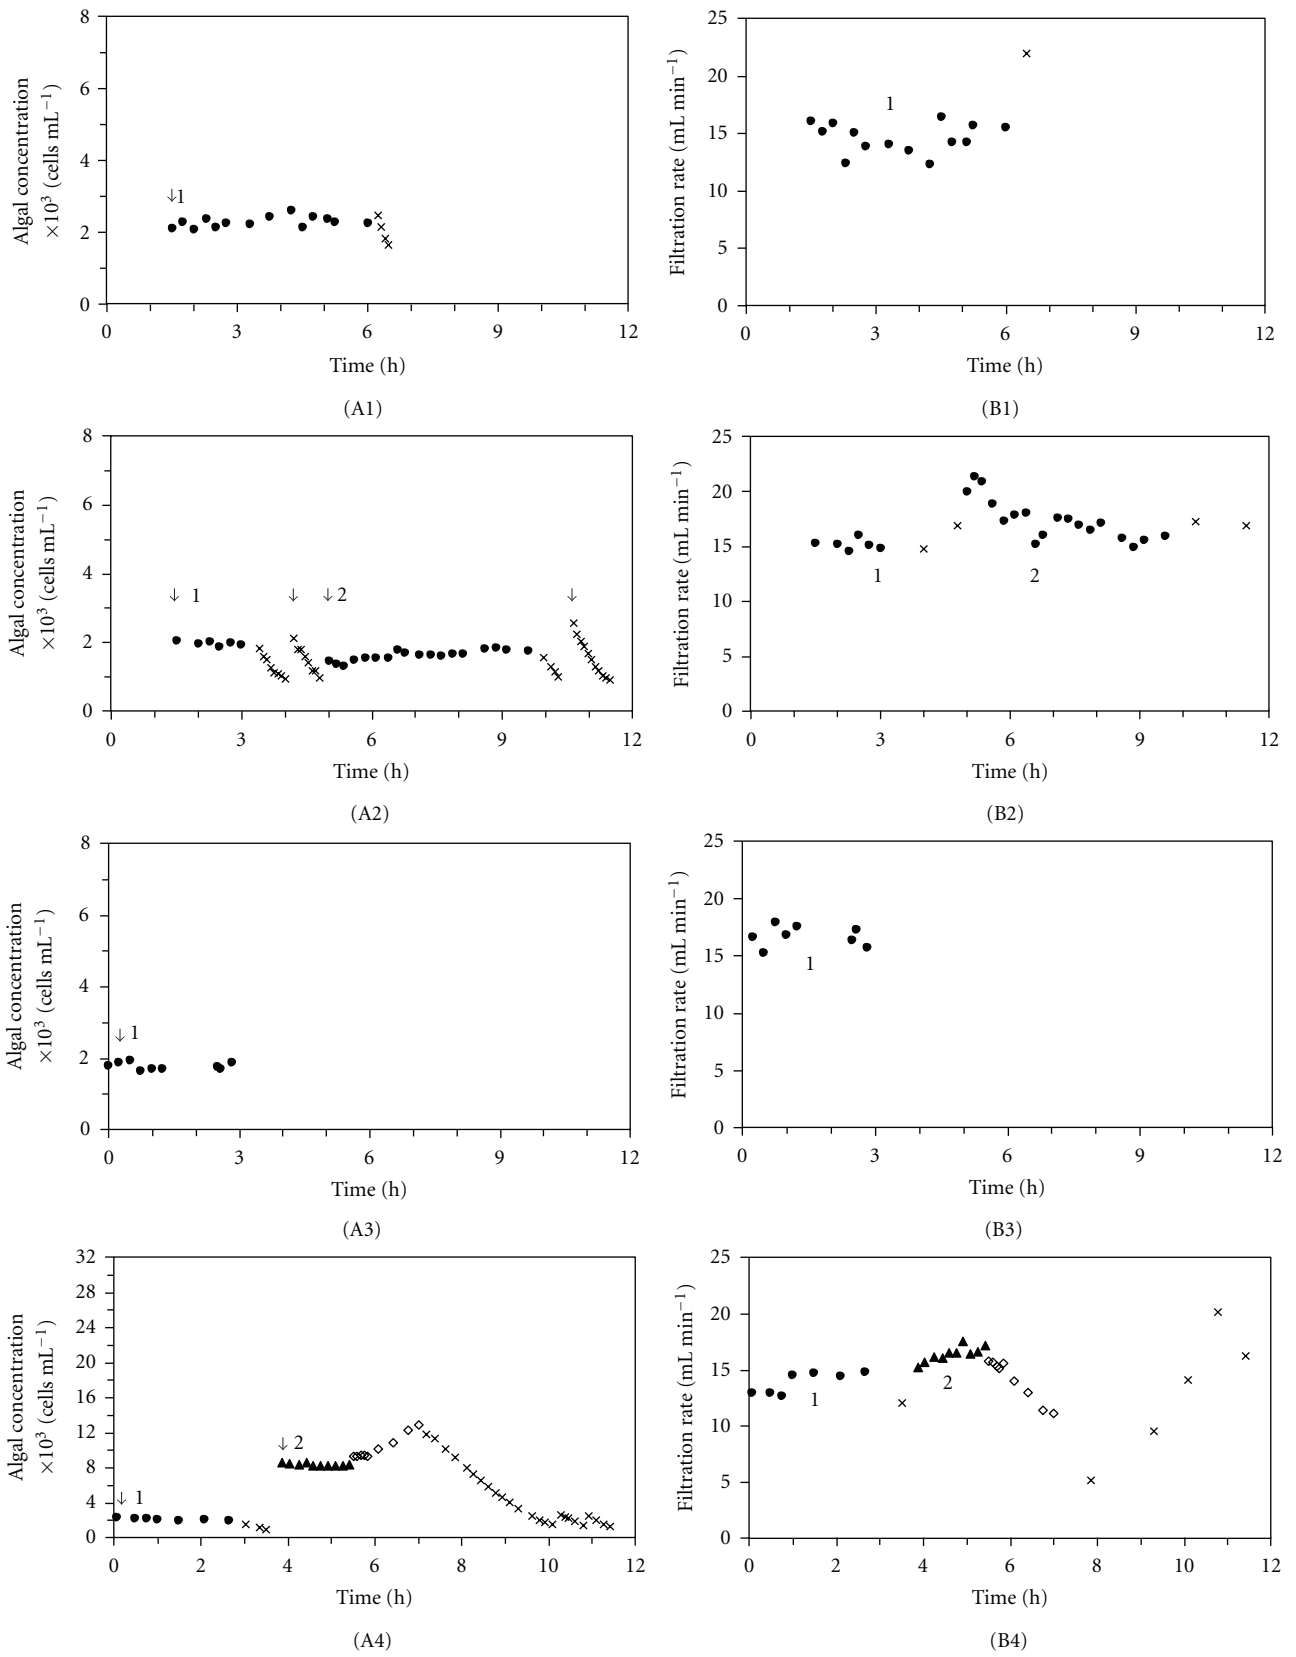 8
6
4
2
0
Algal concentration
×10³ (cells mL⁻¹)
↓1
0 3 6 9 12
Time (h)
(A1)
25
20
15
10
5
0
Filtration rate (mL min⁻¹)
1
0 3 6 9 12
Time (h)
(B1)
8
6
4
2
0
Algal concentration
×10³ (cells mL⁻¹)
↓ 1 ↓ ↓2 ↓
0 3 6 9 12
Time (h)
(A2)
25
20
15
10
5
0
Filtration rate (mL min⁻¹)
1 2
0 3 6 9 12
Time (h)
(B2)
8
6
4
2
0
Algal concentration
×10³ (cells mL⁻¹)
↓ 1
0 3 6 9 12
Time (h)
(A3)
25
20
15
10
5
0
Filtration rate (mL min⁻¹)
1
0 3 6 9 12
Time (h)
(B3)
32
28
24
20
16
12
8
4
0
Algal concentration
×10³ (cells mL⁻¹)
↓2
↓ 1
0 2 4 6 8 10 12
Time (h)
(A4)
25
20
15
10
5
0
Filtration rate (mL min⁻¹)
2
1
0 2 4 6 8 10 12
Time (h)
(B4)